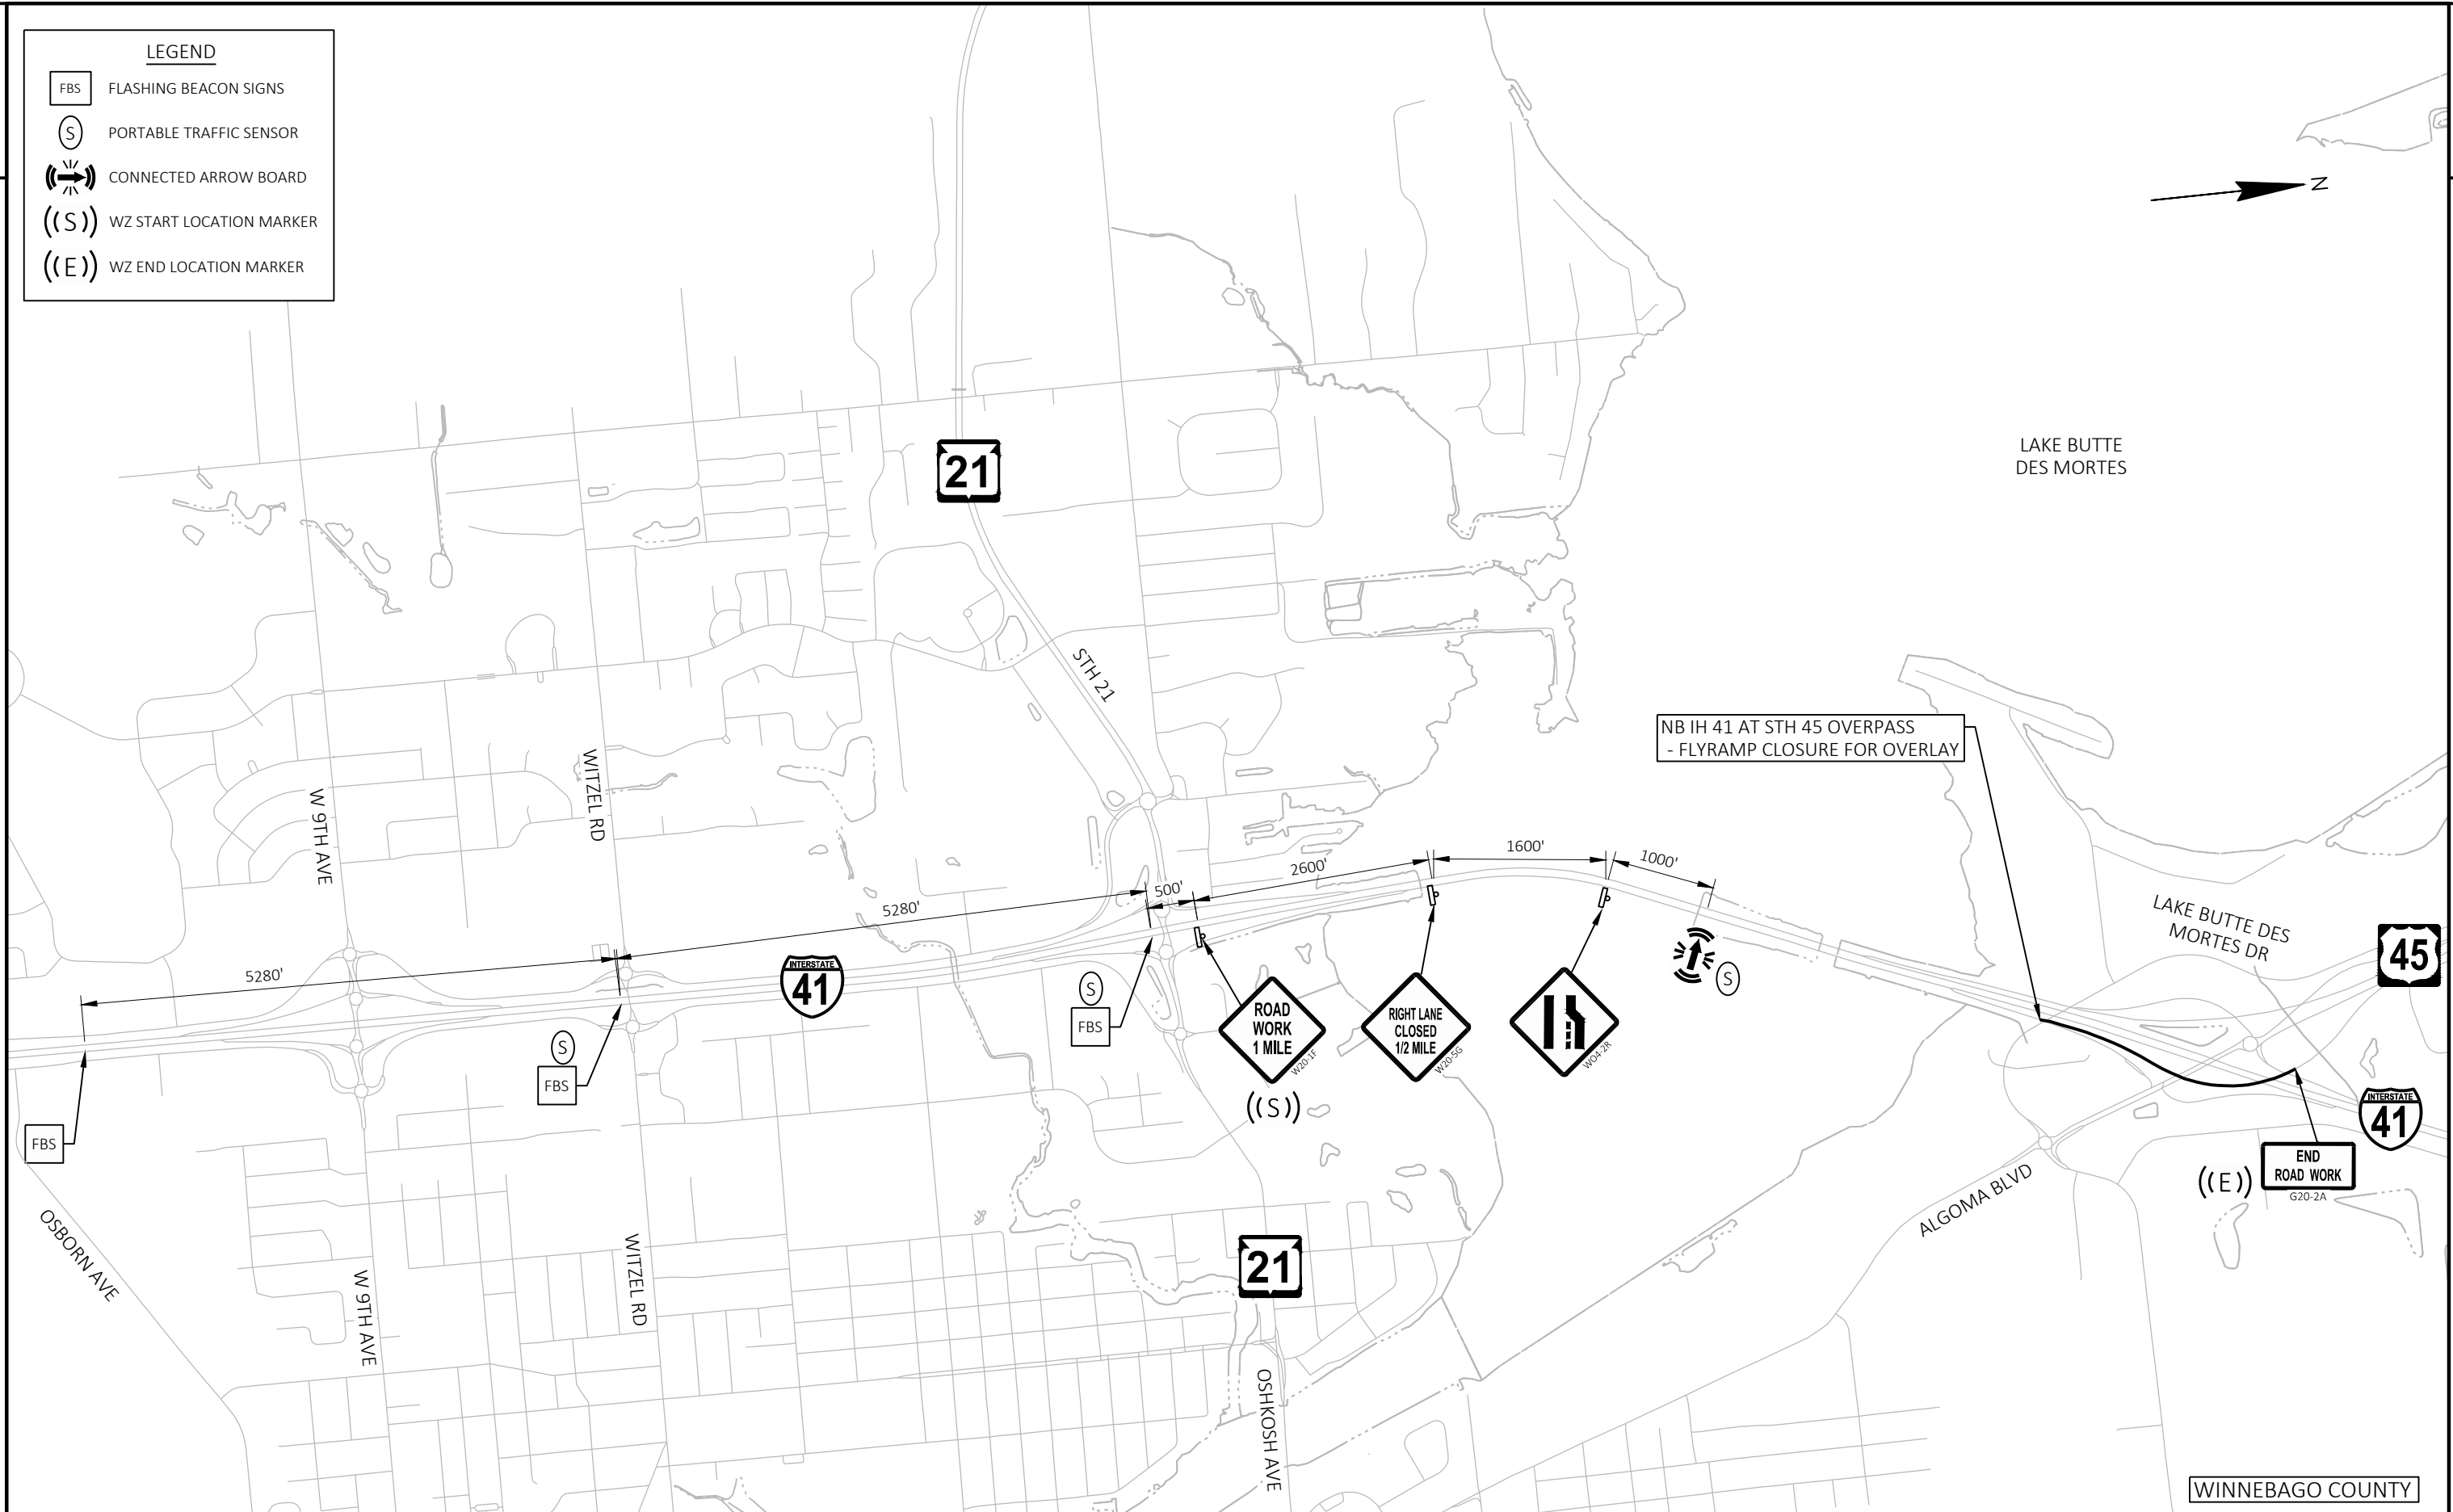 LEGEND
FBS FLASHING BEACON SIGNS
S PORTABLE TRAFFIC SENSOR
CONNECTED ARROW BOARD
((S)) WZ START LOCATION MARKER
((E)) WZ END LOCATION MARKER
N
LAKE BUTTE
DES MORTES
21
STH 21
NB IH 41 AT STH 45 OVERPASS
- FLYRAMP CLOSURE FOR OVERLAY
W 9TH AVE
WITZEL RD
5280'
5280'
500'
2600'
1600'
1000'
INTERSTATE
41
S
FBS
S
FBS
FBS
ROAD
WORK
1 MILE
W20-1F
((S))
RIGHT LANE
CLOSED
1/2 MILE
W20-5G
W04-2R
S
LAKE BUTTE DES
MORTES DR
45
INTERSTATE
41
END
ROAD WORK
G20-2A
((E))
ALGOMA BLVD
OSBORN AVE
W 9TH AVE
WITZEL RD
21
OSHKOSH AVE
WINNEBAGO COUNTY